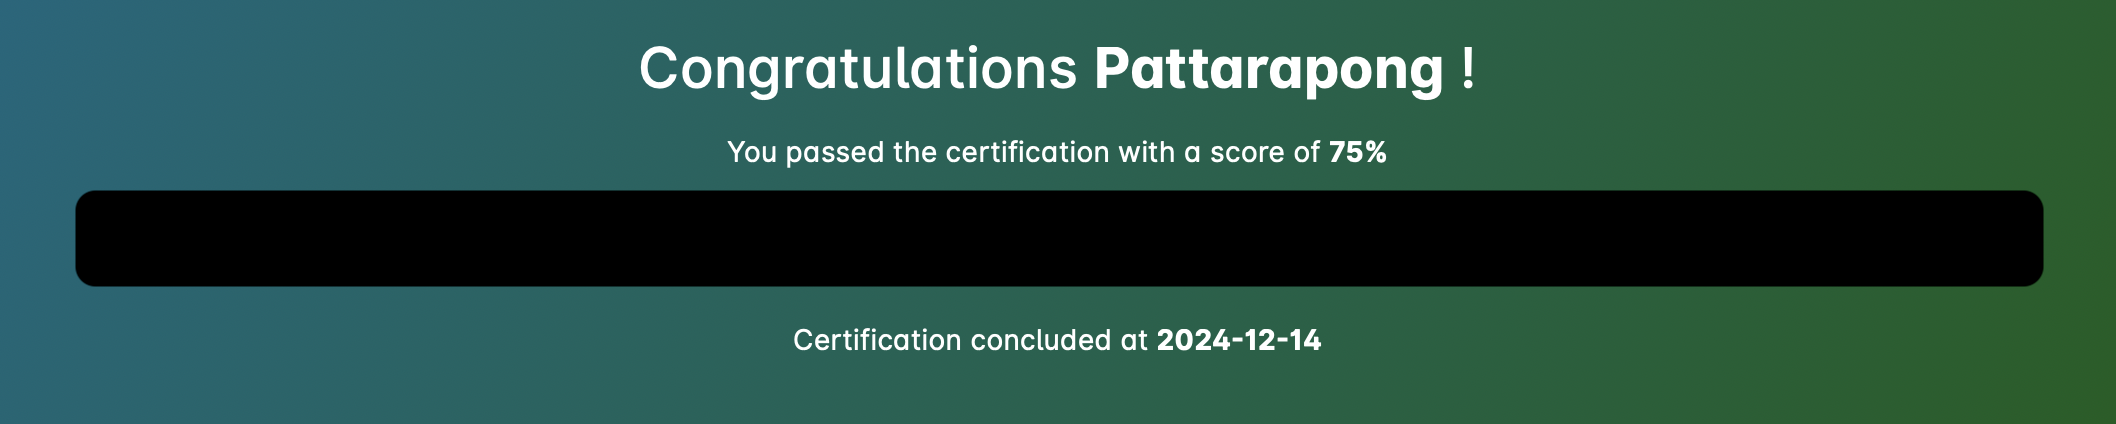 Congratulations Pattarapong !
You passed the certification with a score of 75%
Certification concluded at 2024-12-14